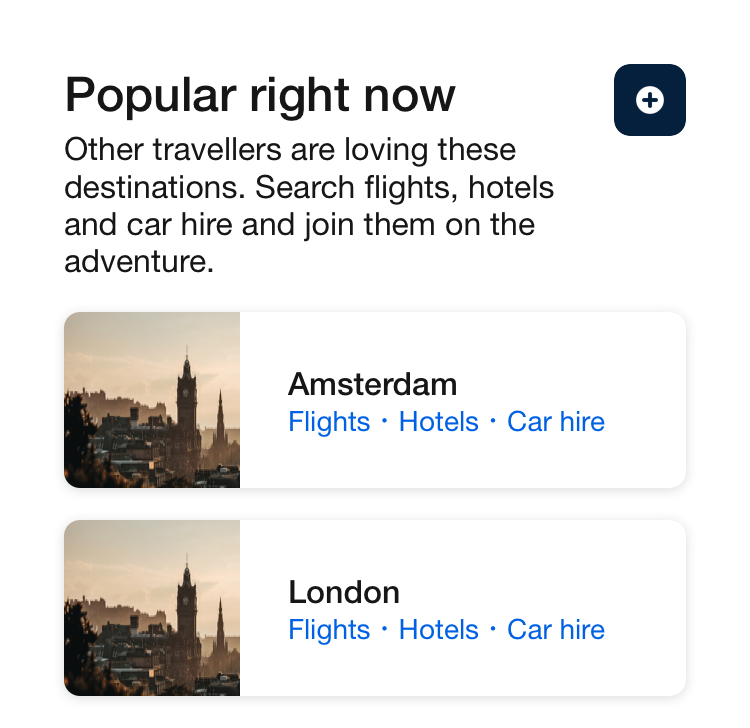 Popular right now
Other travellers are loving these
destinations. Search flights, hotels
and car hire and join them on the
adventure.
Amsterdam
Flights · Hotels · Car hire
London
Flights · Hotels · Car hire